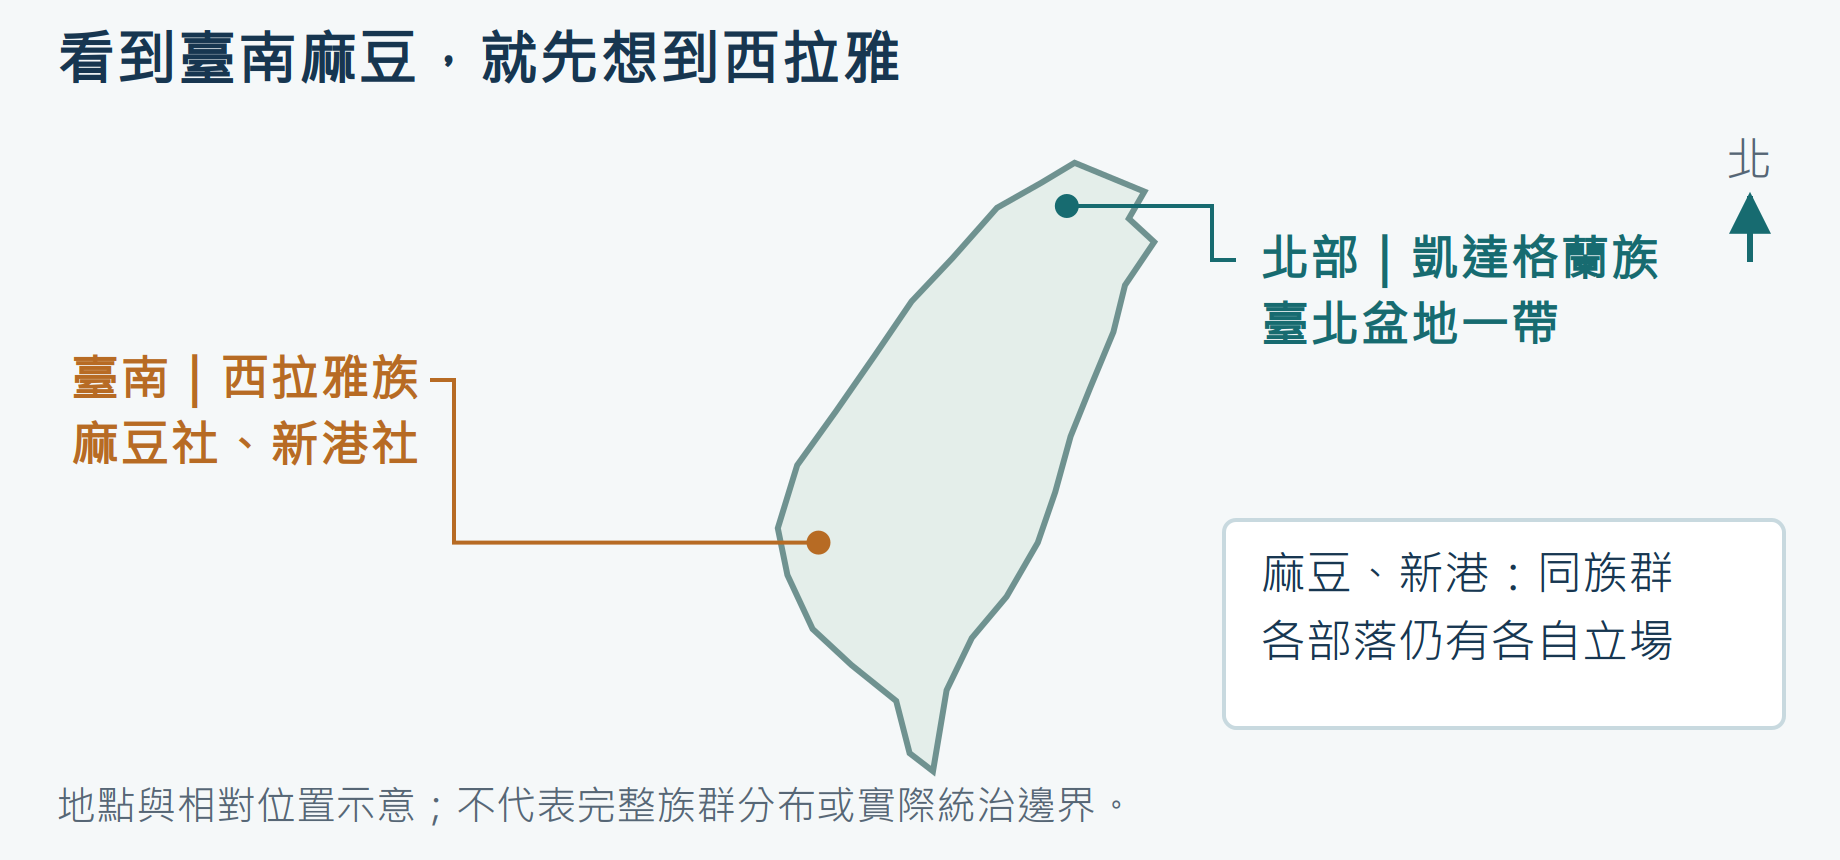 看到臺南麻豆，就先想到西拉雅
北
北部｜凱達格蘭族
臺北盆地一帶
臺南｜西拉雅族
麻豆社、新港社
麻豆、新港：同族群
各部落仍有各自立場
地點與相對位置示意；不代表完整族群分布或實際統治邊界。